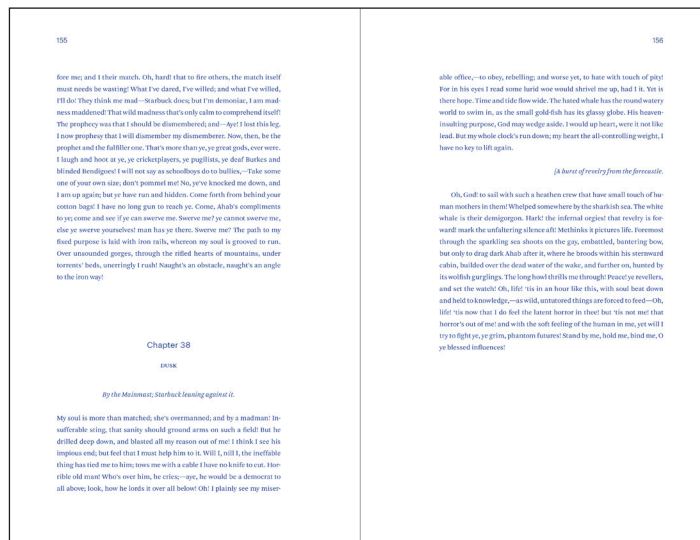 155
fore me; and I their match. Oh, hard! that to fire others, the match itself
must needs be wasting! What I've dared, I've willed; and what I've willed,
I'll do! They think me mad—Starbuck does; but I'm demoniac, I am mad-
ness maddened! That wild madness that's only calm to comprehend itself!
The prophecy was that I should be dismembered; and—Aye! I lost this leg.
I now prophesy that I will dismember my dismemberer. Now, then, be the
prophet and the fulfiller one. That's more than ye, ye great gods, ever were.
I laugh and hoot at ye, ye cricketplayers, ye pugilists, ye deaf Burkes and
blinded Bendigoes! I will not say as schoolboys do to bullies,—Take some
one of your own size; don't pommel me! No, ye've knocked me down, and
I am up again; but ye have run and hidden. Come forth from behind your
cotton bags! I have no long gun to reach ye. Come, Ahab's compliments
to ye; come and see if ye can swerve me. Swerve me? ye cannot swerve me,
else ye swerve yourselves! man has ye there. Swerve me? The path to my
fixed purpose is laid with iron rails, whereon my soul is grooved to run.
Over unsounded gorges, through the rifled hearts of mountains, under
torrents' beds, unerringly I rush! Naught's an obstacle, naught's an angle
to the iron way!
Chapter 38
DUSK
By the Mainmast; Starbuck leaning against it.
My soul is more than matched; she's overmanned; and by a madman! In-
sufferable sting, that sanity should ground arms on such a field! But he
drilled deep down, and blasted all my reason out of me! I think I see his
impious end; but feel that I must help him to it. Will I, nill I, the ineffable
thing has tied me to him; tows me with a cable I have no knife to cut. Hor-
rible old man! Who's over him, he cries;—aye, he would be a democrat to
all above; look, how he lords it over all below! Oh! I plainly see my miser-
156
able office,—to obey, rebelling; and worse yet, to hate with touch of pity!
For in his eyes I read some lurid woe would shrivel me up, had I it. Yet is
there hope. Time and tide flow wide. The hated whale has the round watery
world to swim in, as the small gold-fish has its glassy globe. His heaven-
insulting purpose, God may wedge aside. I would up heart, were it not like
lead. But my whole clock's run down; my heart the all-controlling weight, I
have no key to lift again.
[A burst of revelry from the forecastle.
Oh, God! to sail with such a heathen crew that have small touch of hu-
man mothers in them! Whelped somewhere by the sharkish sea. The white
whale is their demigorgon. Hark! the infernal orgies! that revelry is for-
ward! mark the unfaltering silence aft! Methinks it pictures life. Foremost
through the sparkling sea shoots on the gay, embattled, bantering bow,
but only to drag dark Ahab after it, where he broods within his sternward
cabin, builded over the dead water of the wake, and further on, hunted by
its wolfish gurglings. The long howl thrills me through! Peace! ye revellers,
and set the watch! Oh, life! 'tis in an hour like this, with soul beat down
and held to knowledge,—as wild, untutored things are forced to feed—Oh,
life! 'tis now that I do feel the latent horror in thee! but 'tis not me! that
horror's out of me! and with the soft feeling of the human in me, yet will I
try to fight ye, ye grim, phantom futures! Stand by me, hold me, bind me, O
ye blessed influences!